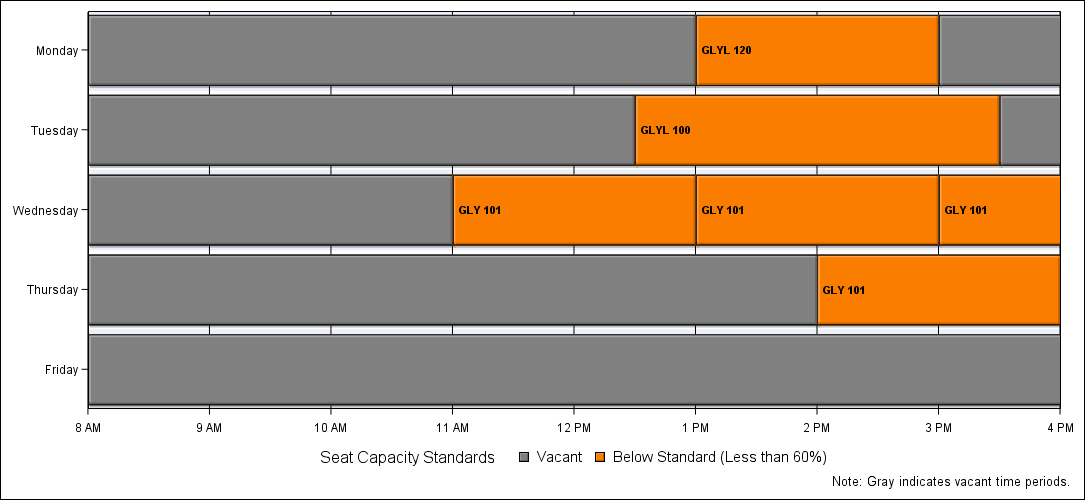 Monday
GLYL 120
Tuesday
GLYL 100
Wednesday
GLY 101
GLY 101
GLY 101
Thursday
GLY 101
Friday
8 AM
9 AM
10 AM
11 AM
12 PM
1 PM
2 PM
3 PM
4 PM
Seat Capacity Standards
Vacant
Below Standard (Less than 60%)
Note: Gray indicates vacant time periods.